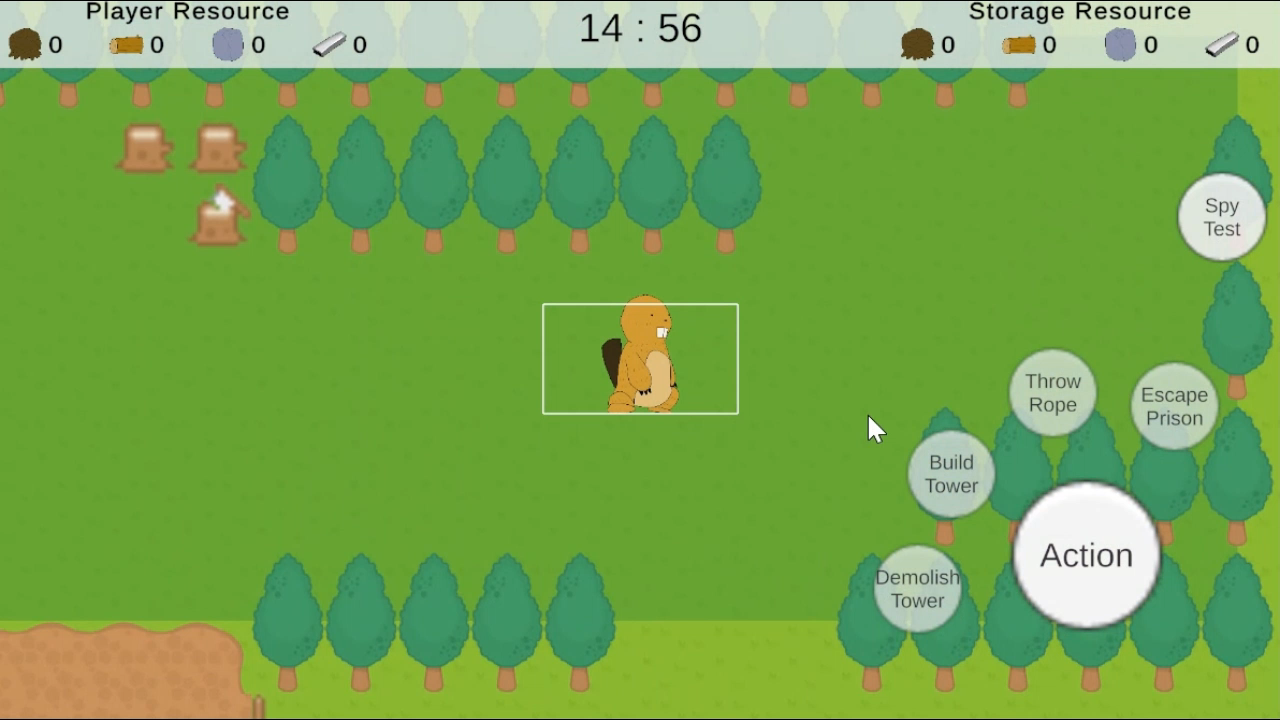 Player Resource
14 : 56
Storage Resource
0
0
0
0
0
0
0
0
Spy
Test
Throw
Rope
Escape
Prison
Build
Tower
Action
Demolish
Tower